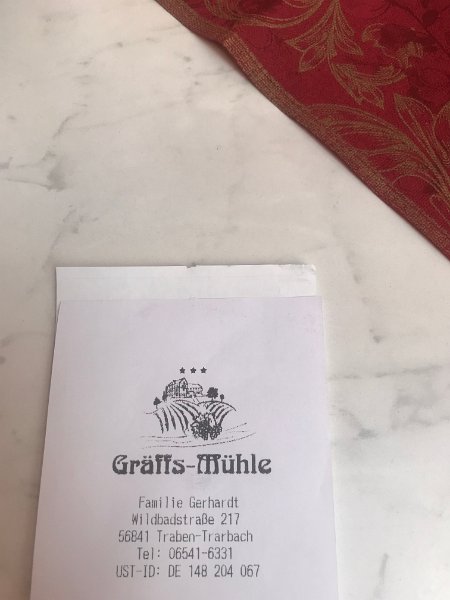 ★★★
Gräffs-Mühle
Familie Gerhardt
Wildbadstraße 217
56841 Traben-Trarbach
Tel: 06541-6331
UST-ID: DE 148 204 067